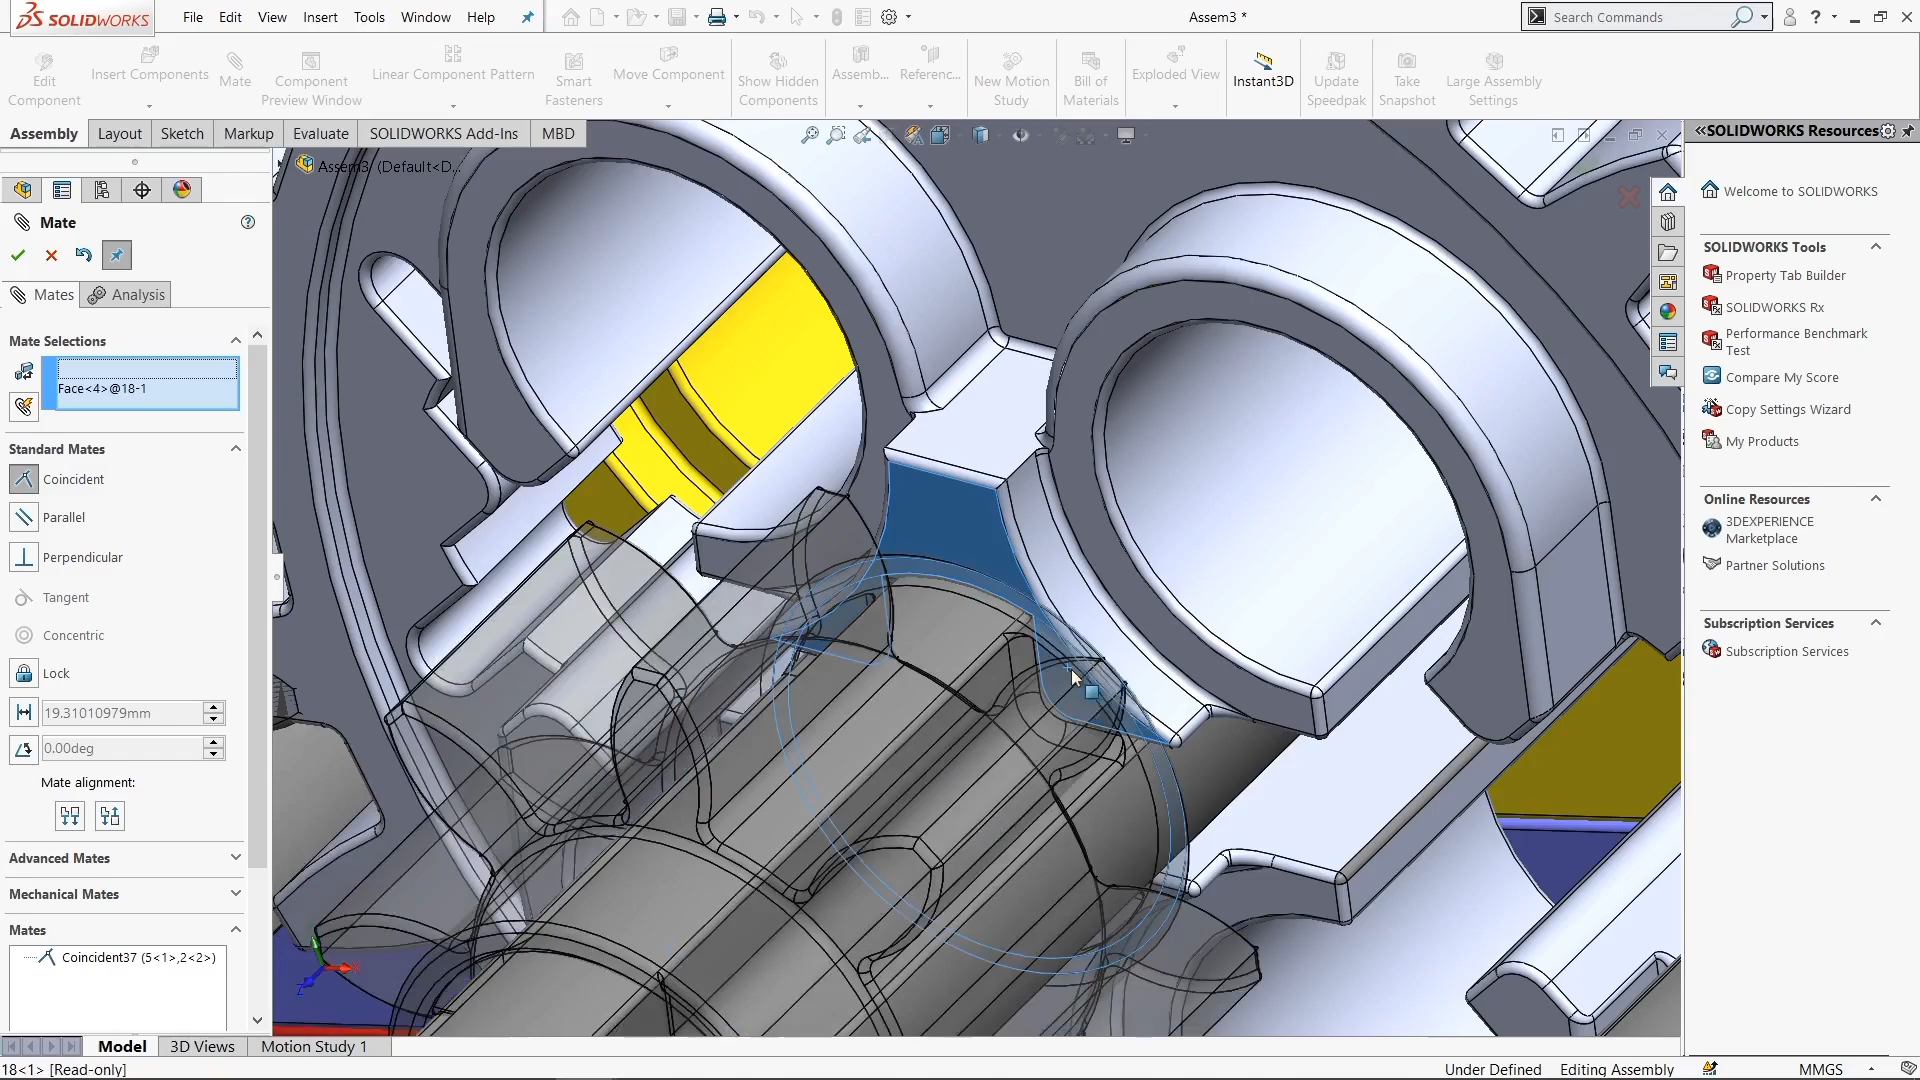 SOLIDWORKS
File Edit View Insert Tools Window Help
Assem3 *
Search Commands
Edit Component
Insert Components
Mate
Component Preview Window
Linear Component Pattern
Smart Fasteners
Move Component
Show Hidden Components
Assemb...
Referenc...
New Motion Study
Bill of Materials
Exploded View
Instant3D
Update Speedpak
Take Snapshot
Large Assembly Settings
Assembly Layout Sketch Markup Evaluate SOLIDWORKS Add-Ins MBD
Assem3 (Default<D...
Mate
Mates
Analysis
Mate Selections
Face<4>@18-1
Standard Mates
Coincident
Parallel
Perpendicular
Tangent
Concentric
Lock
19.31010979mm
0.00deg
Mate alignment:
Advanced Mates
Mechanical Mates
Mates
Coincident37 (5<1>,2<2>)
Model 3D Views Motion Study 1
18<1> [Read-only]
Under Defined
Editing Assembly
MMGS
SOLIDWORKS Resources
Welcome to SOLIDWORKS
SOLIDWORKS Tools
Property Tab Builder
SOLIDWORKS Rx
Performance Benchmark
Test
Compare My Score
Copy Settings Wizard
My Products
Online Resources
3DEXPERIENCE
Marketplace
Partner Solutions
Subscription Services
Subscription Services